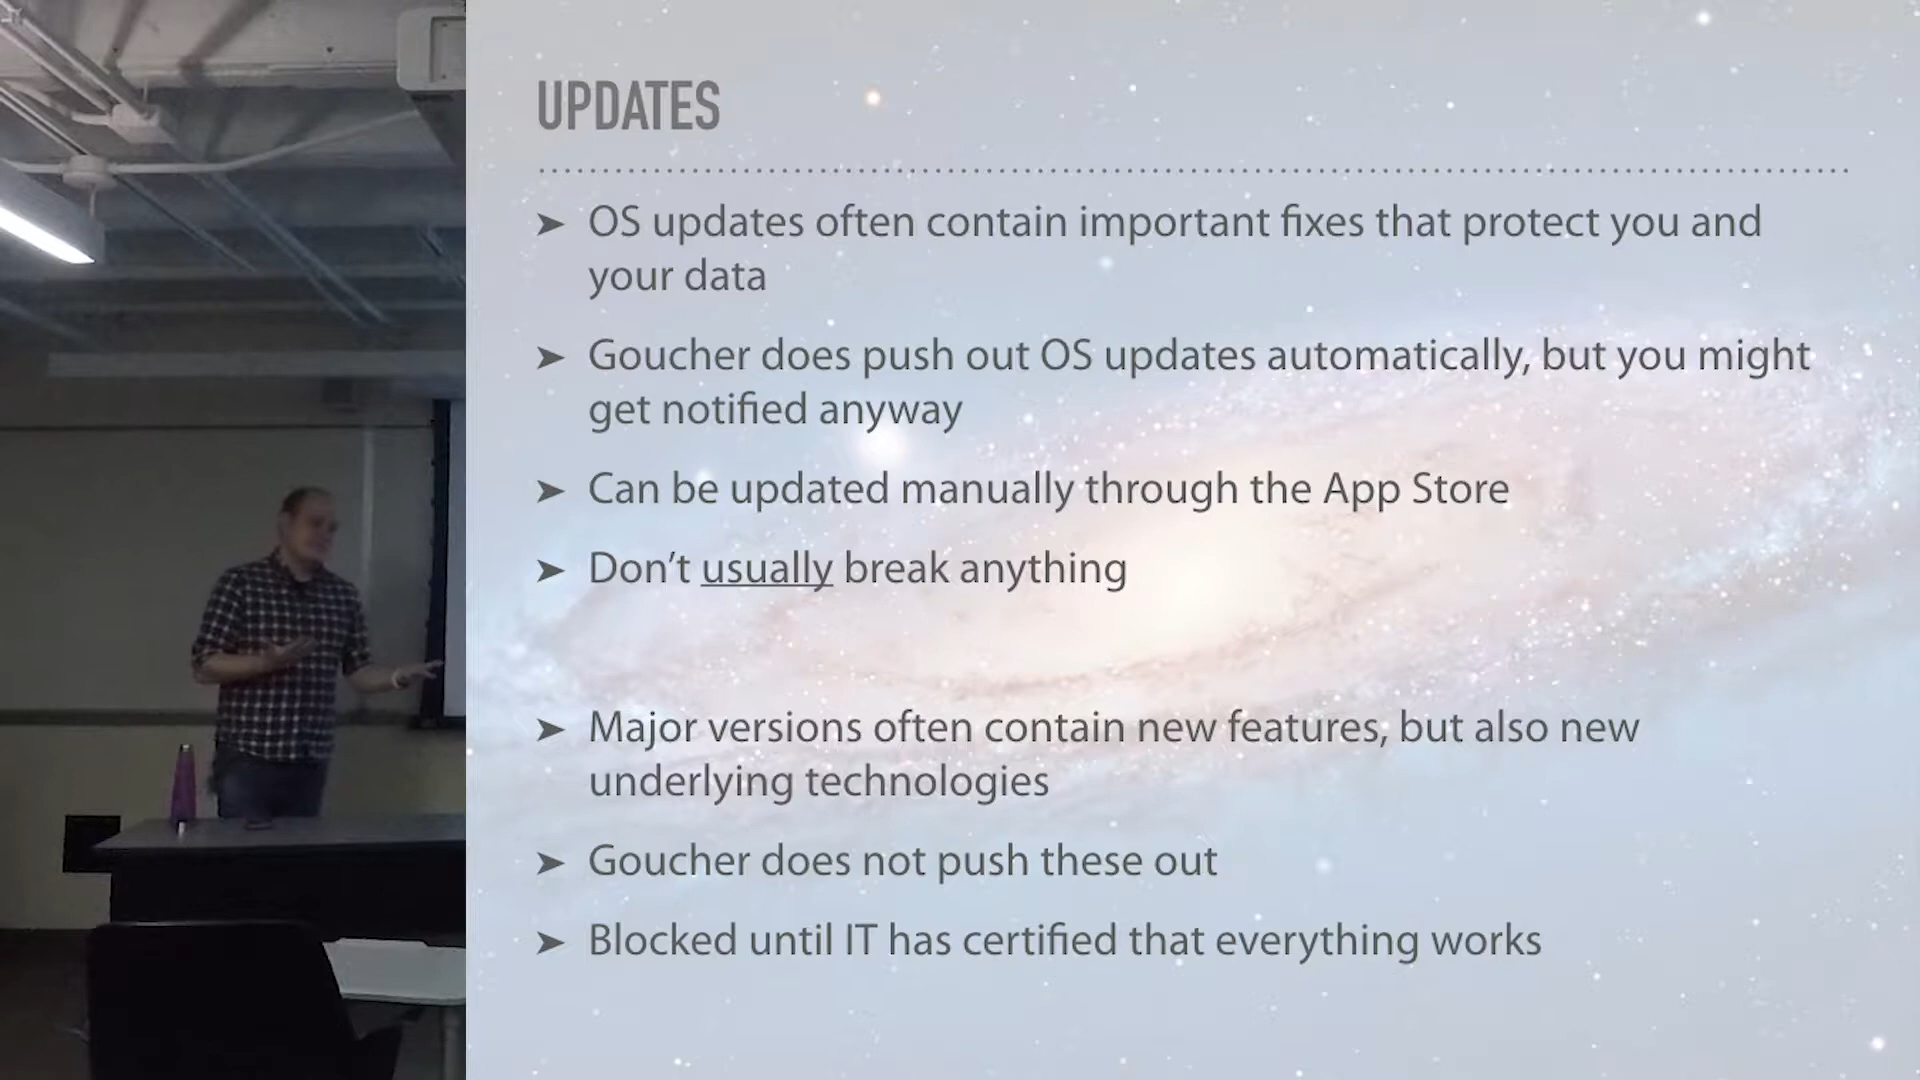 UPDATES
➤ OS updates often contain important fixes that protect you and
your data
➤ Goucher does push out OS updates automatically, but you might
get notified anyway
➤ Can be updated manually through the App Store
➤ Don’t usually break anything
➤ Major versions often contain new features, but also new
underlying technologies
➤ Goucher does not push these out
➤ Blocked until IT has certified that everything works